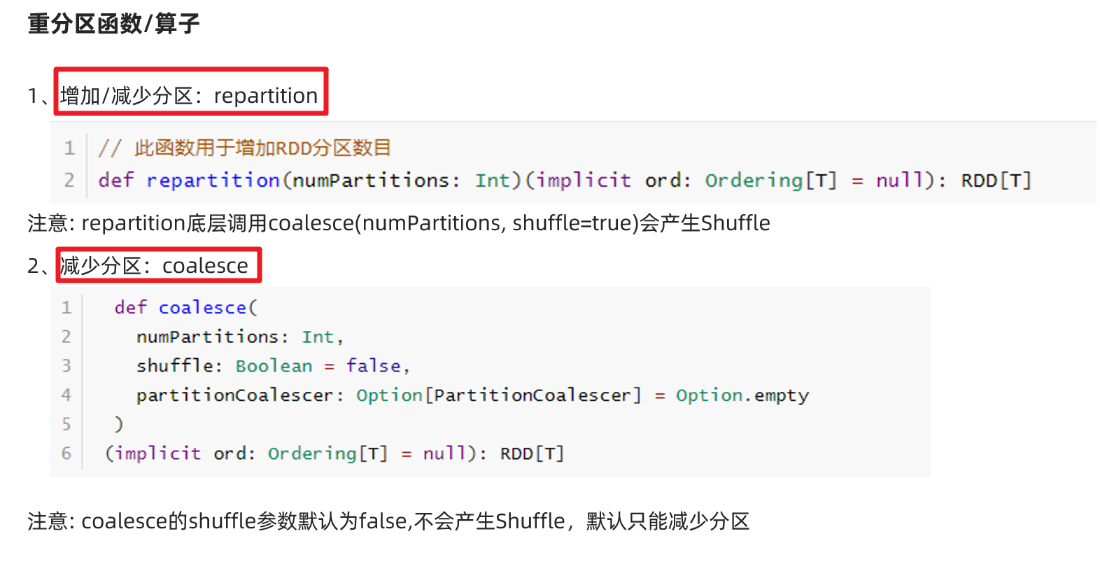 重分区函数/算子
1、增加/减少分区：repartition
1 // 此函数用于增加RDD分区数目
2 def repartition(numPartitions: Int)(implicit ord: Ordering[T] = null): RDD[T]
注意: repartition底层调用coalesce(numPartitions, shuffle=true)会产生Shuffle
2、减少分区：coalesce
1 def coalesce(
2 numPartitions: Int,
3 shuffle: Boolean = false,
4 partitionCoalescer: Option[PartitionCoalescer] = Option.empty
5 )
6 (implicit ord: Ordering[T] = null): RDD[T]
注意: coalesce的shuffle参数默认为false,不会产生Shuffle，默认只能减少分区